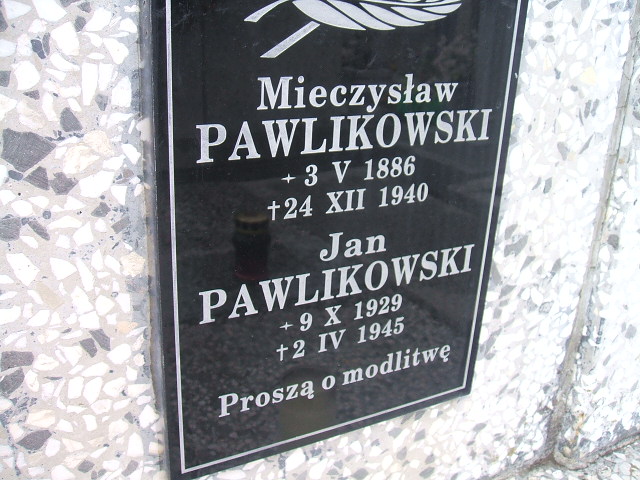 Mieczysław
PAWLIKOWSKI
+ 3 V 1886
† 24 XII 1940
Jan
PAWLIKOWSKI
+ 9 X 1929
† 2 IV 1945
Proszą o modlitwę